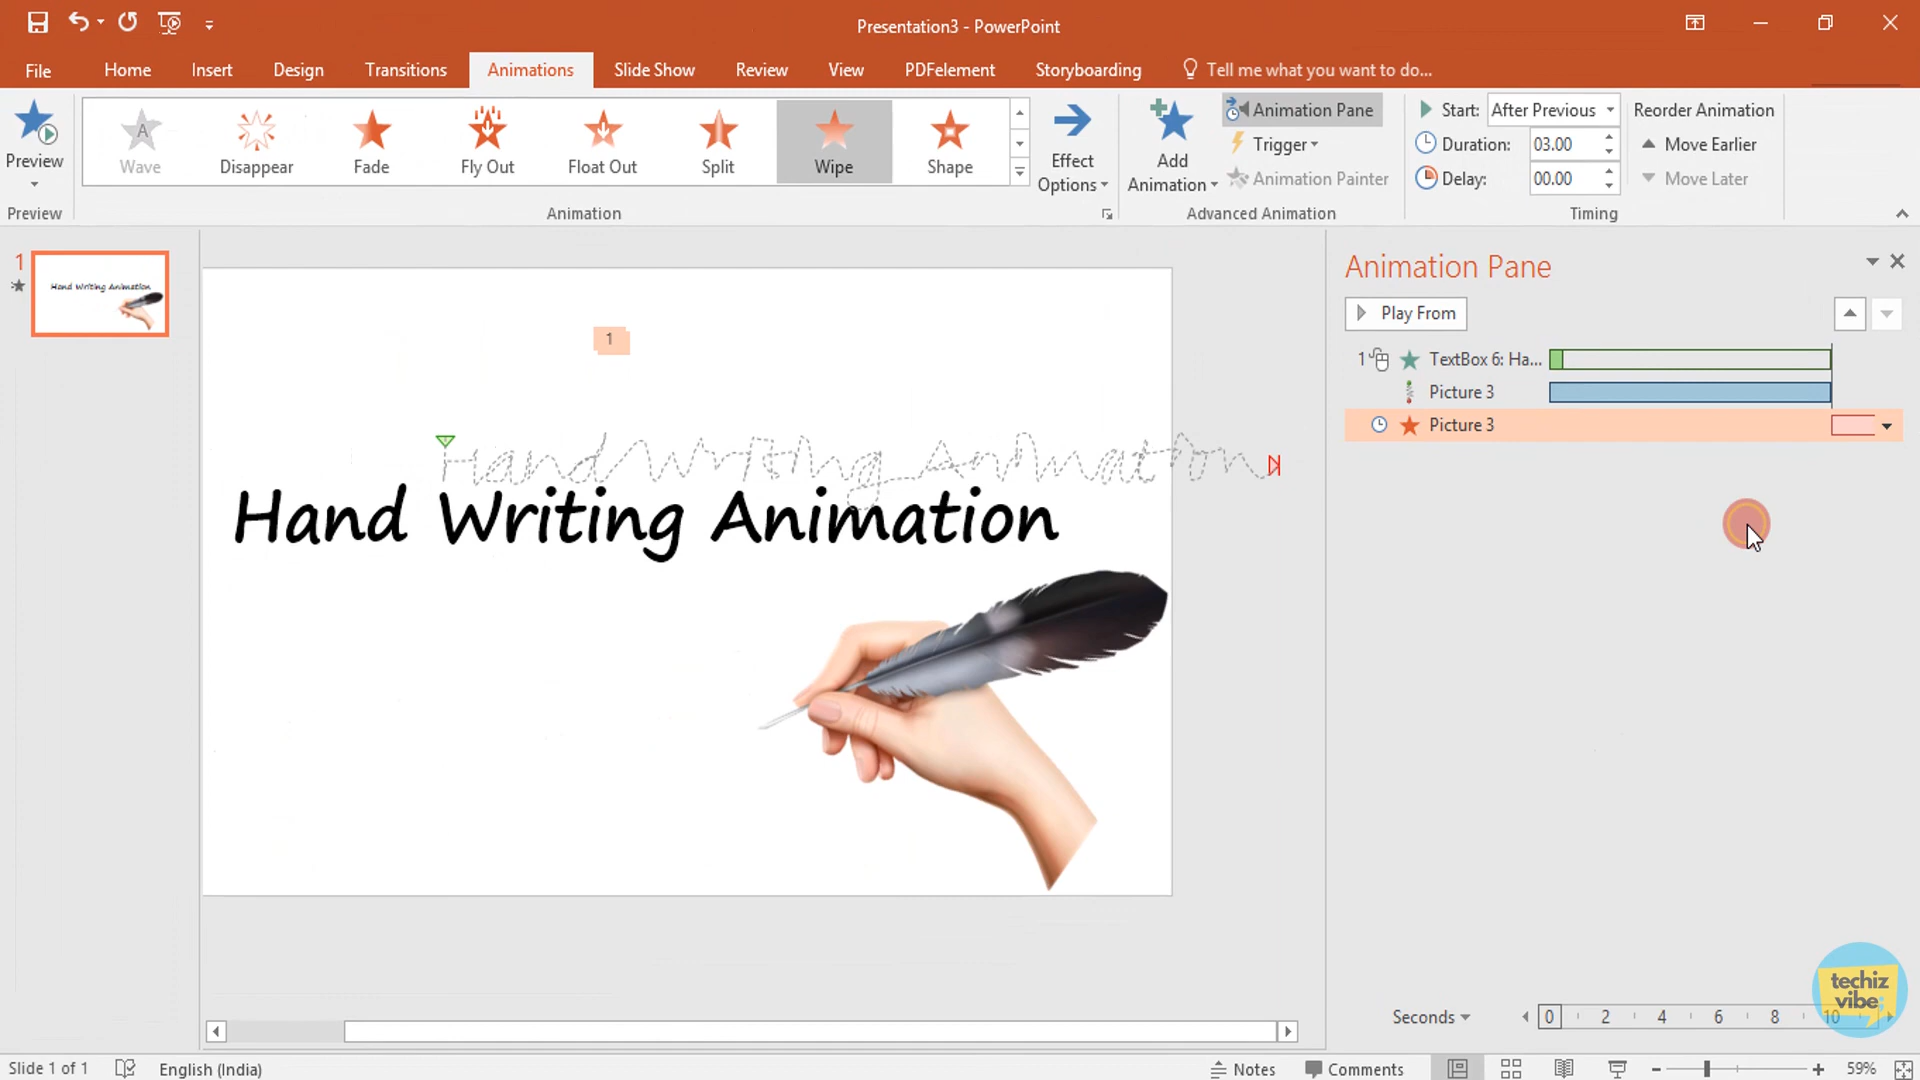 Presentation3 - PowerPoint
File Home Insert Design Transitions Animations Slide Show Review View PDFelement Storyboarding Tell me what you want to do...
Preview
Wave Disappear Fade Fly Out Float Out Split Wipe Shape
Effect Options
Add Animation
Animation Pane
Trigger
Animation Painter
Start: After Previous
Duration: 03.00
Delay: 00.00
Reorder Animation
Move Earlier
Move Later
Preview Animation Advanced Animation Timing
1
Hand Writing Animation
1
Hand Writing Animation
Hand Writing Animation
Animation Pane
Play From
1 TextBox 6: Ha...
Picture 3
Picture 3
techiz
vibe
Seconds 0 2 4 6 8 10
Slide 1 of 1 English (India) Notes Comments 59%